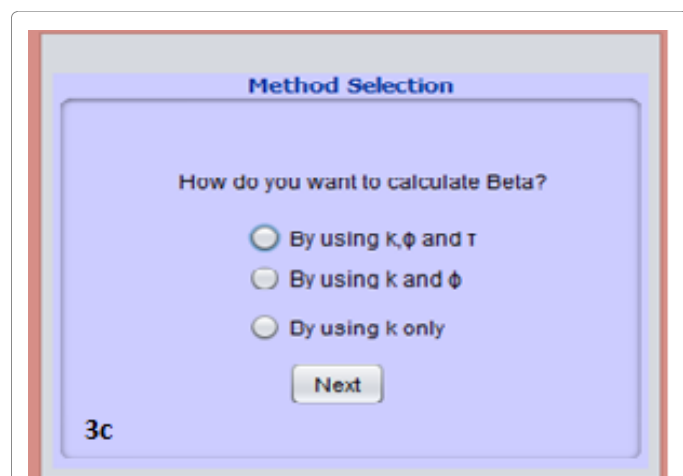 Method Selection
How do you want to calculate Beta?
By using k,ϕ and τ
By using k and ϕ
By using k only
Next
3c